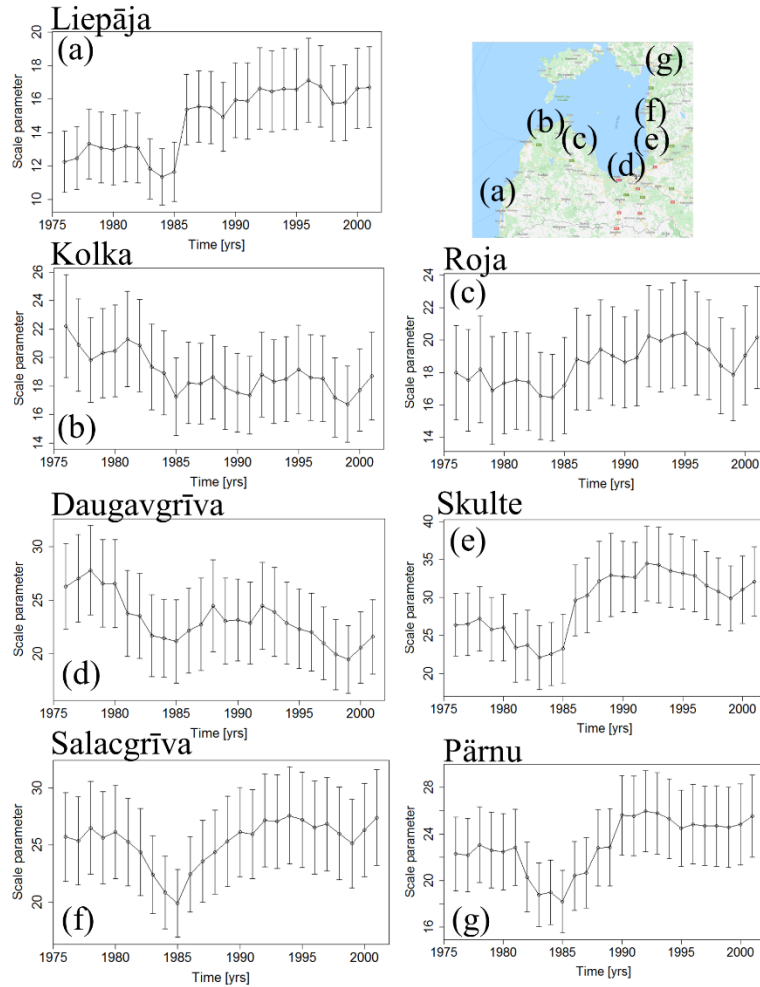 Liepāja
(a)
Scale parameter
20
18
16
14
12
10
1975 1980 1985 1990 1995 2000
Time [yrs]
(g)
(f)
(b)
(c)
(e)
(d)
(a)
Kolka
Scale parameter
26
24
22
20
18
16
14
(b)
1975 1980 1985 1990 1995 2000
Time [yrs]
Roja
(c)
Scale parameter
24
22
20
18
16
14
1975 1980 1985 1990 1995 2000
Time [yrs]
Daugavgrīva
Scale parameter
30
25
20
(d)
1975 1980 1985 1990 1995 2000
Time [yrs]
Skulte
(e)
Scale parameter
40
35
30
25
20
1975 1980 1985 1990 1995 2000
Time [yrs]
Salacgrīva
Scale parameter
30
25
20
(f)
1975 1980 1985 1990 1995 2000
Time [yrs]
Pärnu
Scale parameter
28
24
20
16
(g)
1975 1980 1985 1990 1995 2000
Time [yrs]